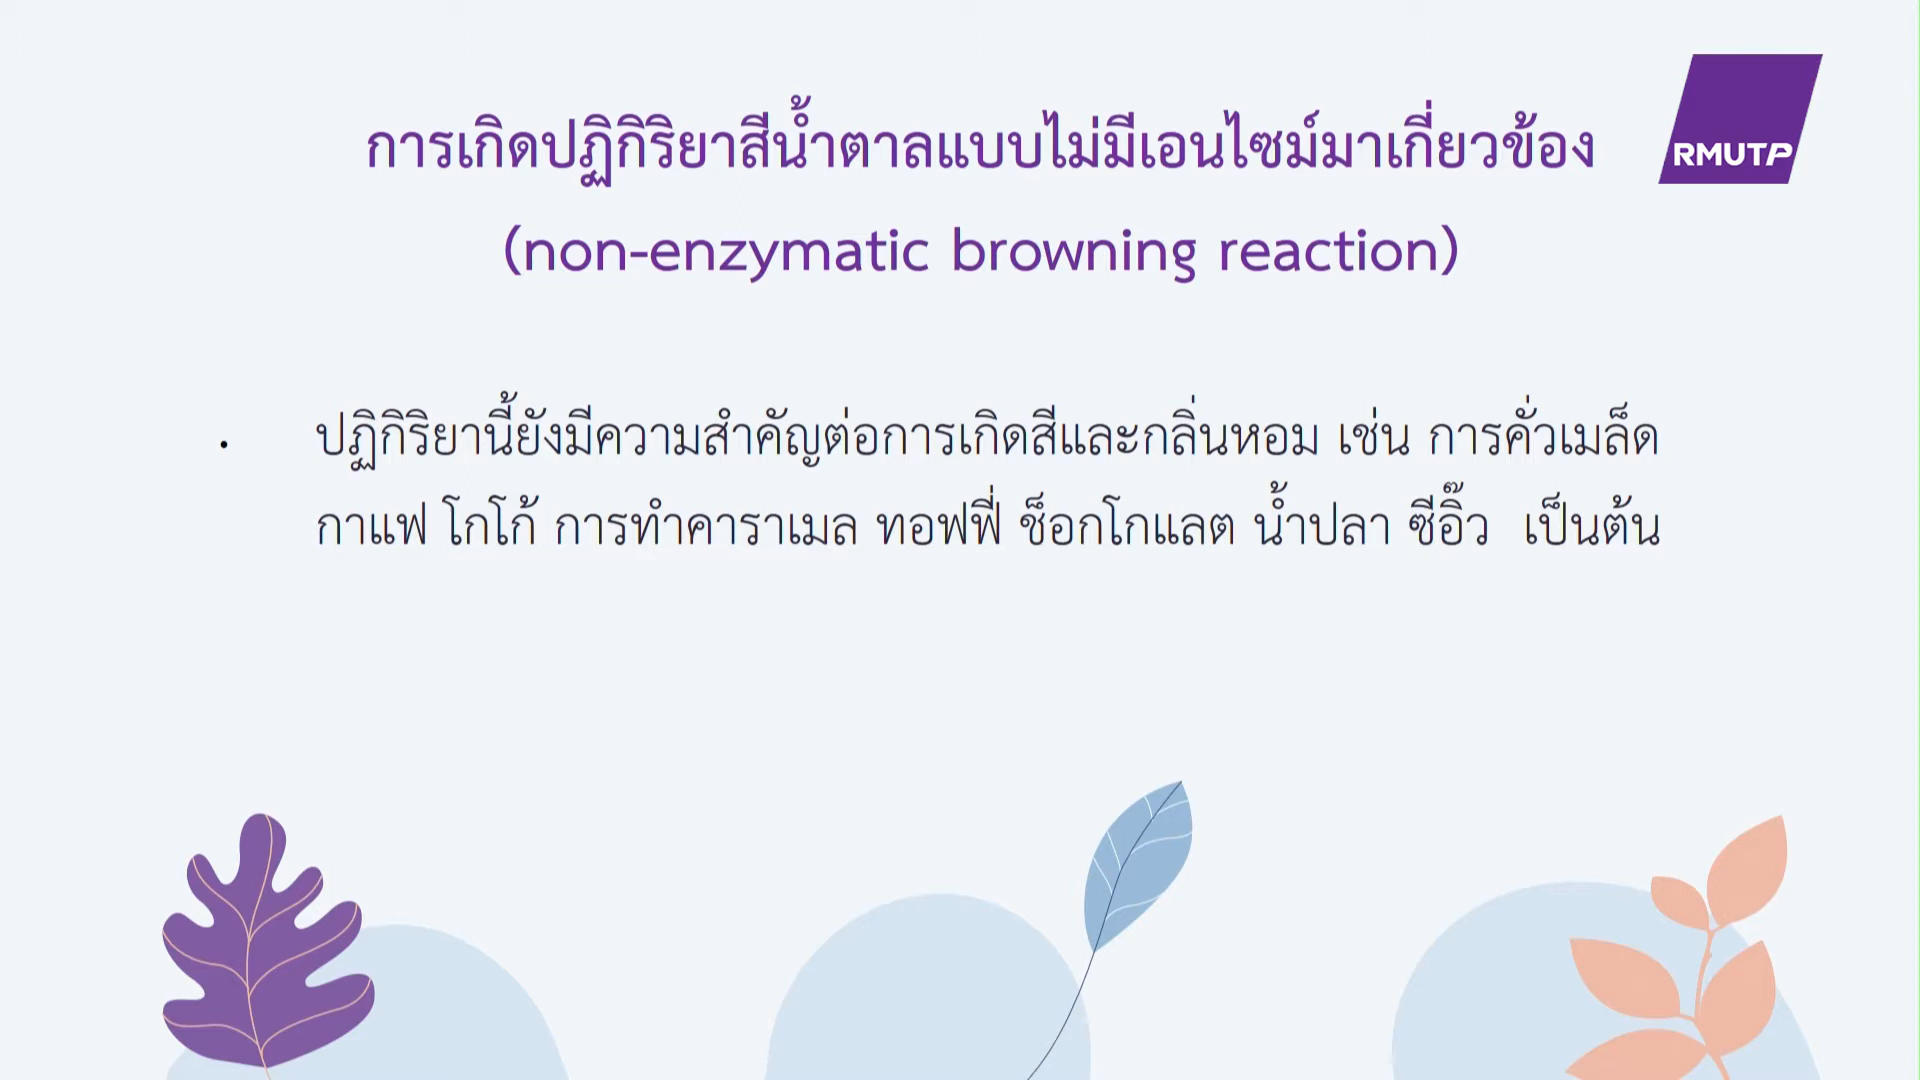 การเกิดปฏิกิริยาสีน้ำตาลแบบไม่มีเอนไซม์มาเกี่ยวข้อง
RMUTP
(non-enzymatic browning reaction)
• ปฏิกิริยานี้ยังมีความสำคัญต่อการเกิดสีและกลิ่นหอม เช่น การคั่วเมล็ด
กาแฟ โกโก้ การทำคาราเมล ทอฟฟี่ ช็อกโกแลต น้ำปลา ซีอิ๊ว เป็นต้น